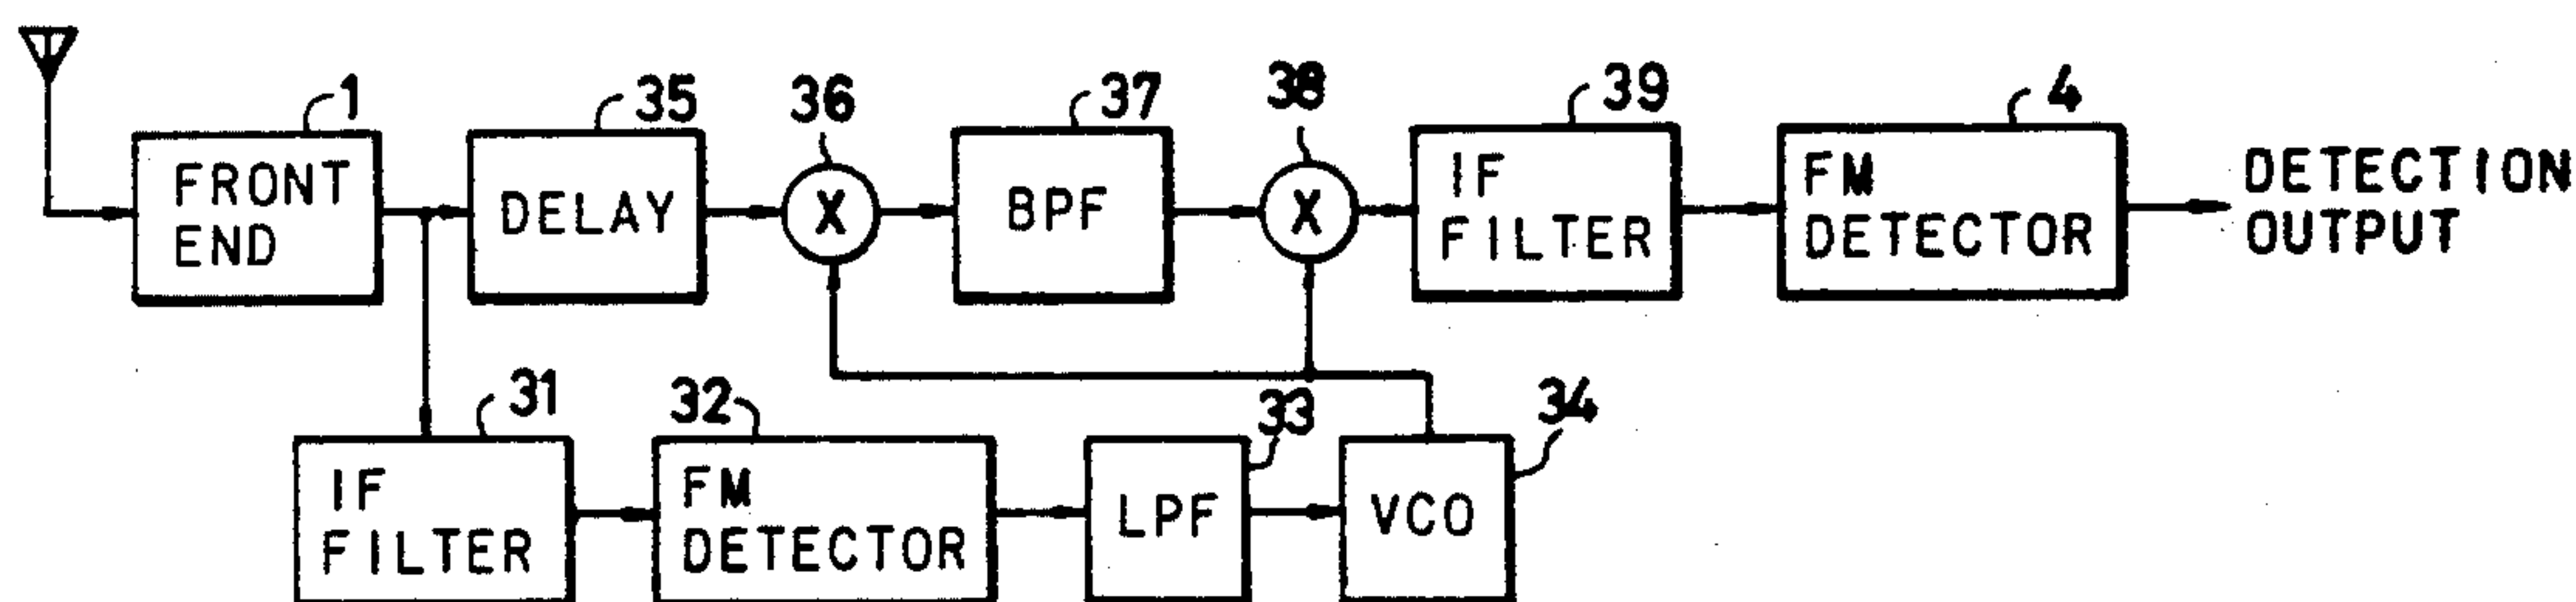 1
35
36
37
38
39
4
FRONT
END
DELAY
X
BPF
X
IF
FILTER
FM
DETECTOR
DETECTION
OUTPUT
31
32
33
34
IF
FILTER
FM
DETECTOR
LPF
VCO